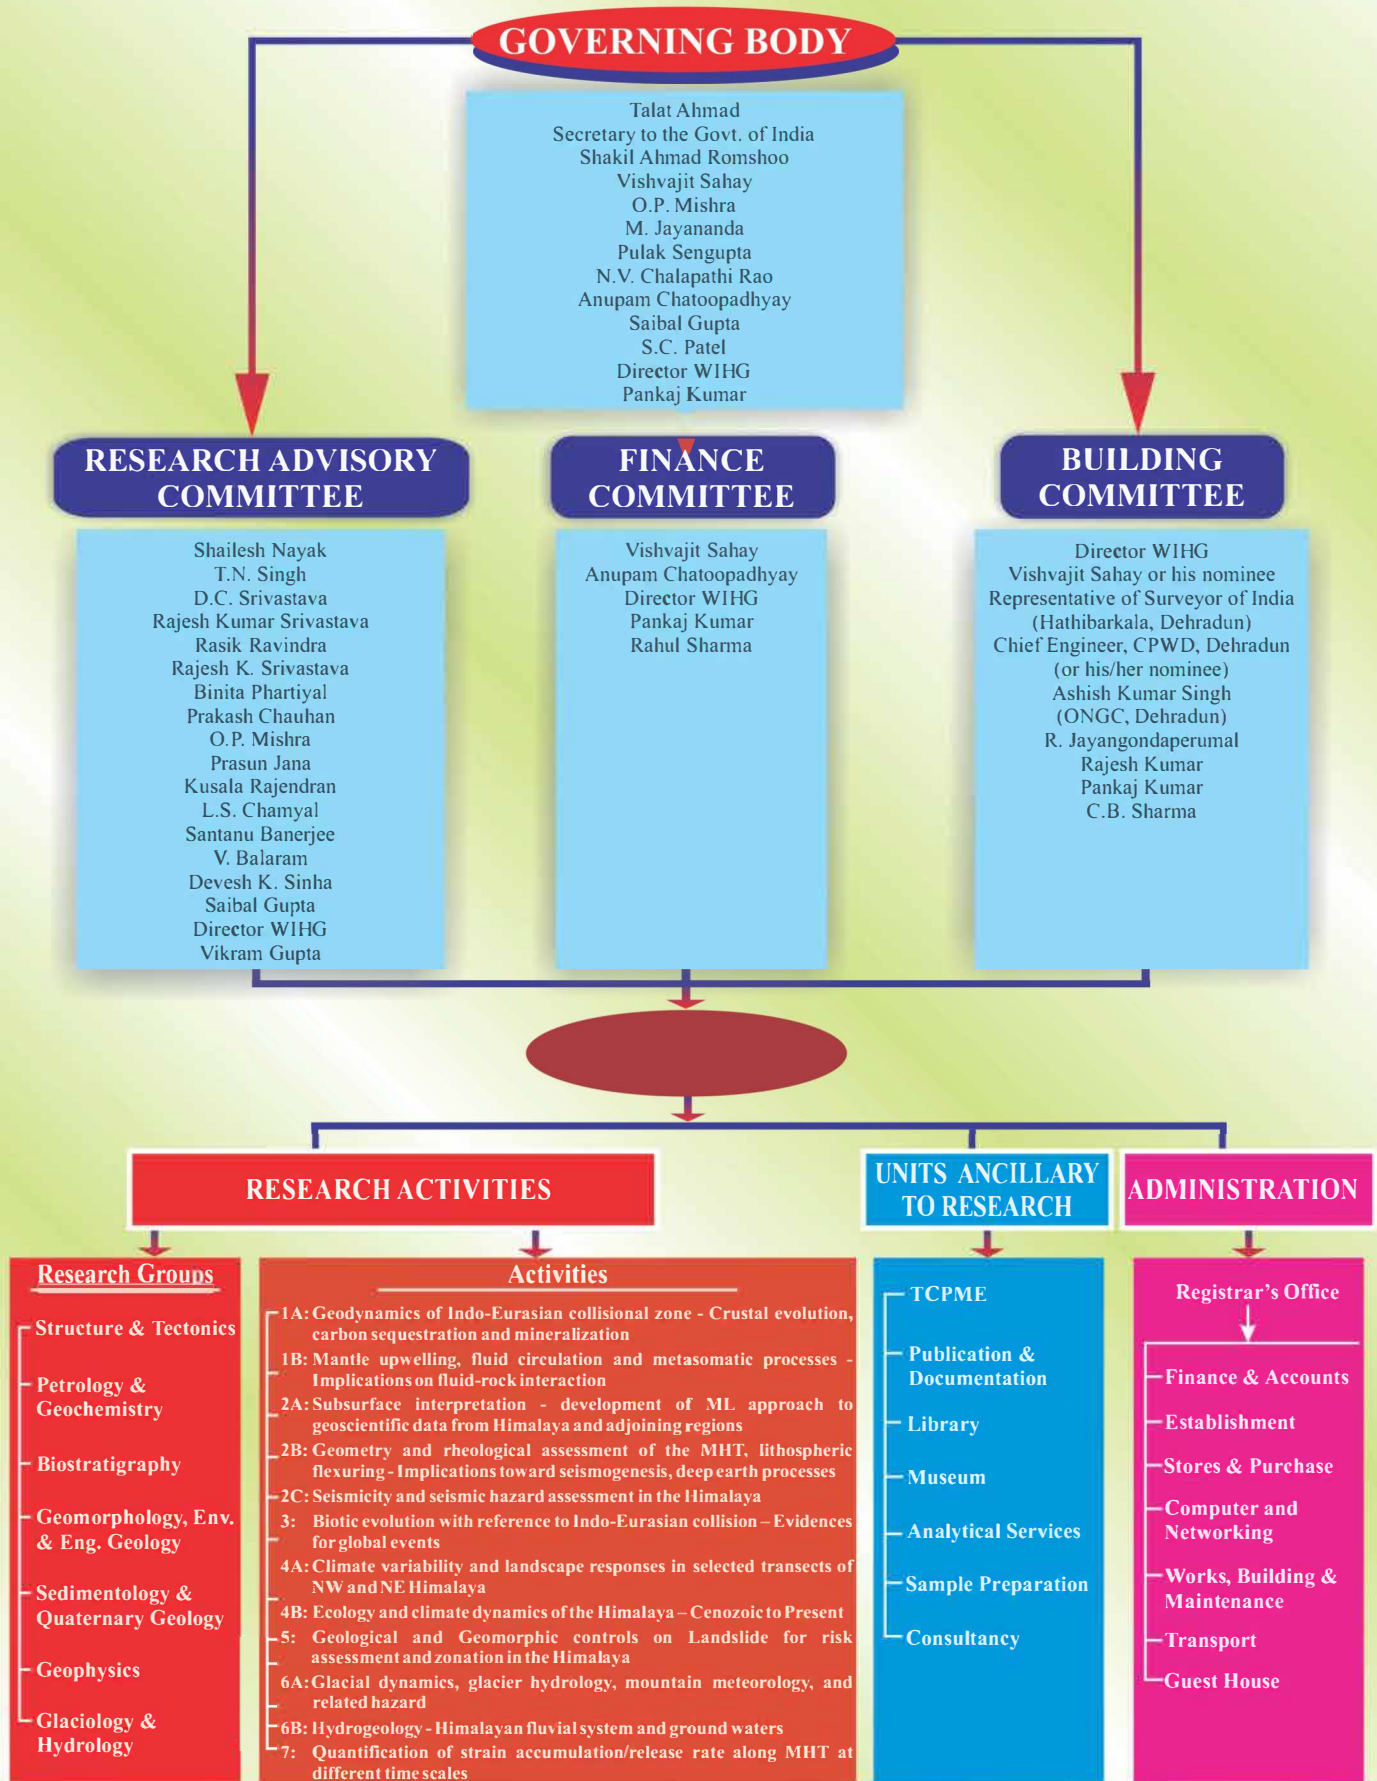 GOVERNING BODY
Talat Ahmad
Secretary to the Govt. of India
Shakil Ahmad Romshoo
Vishvajit Sahay
O.P. Mishra
M. Jayananda
Pulak Sengupta
N.V. Chalapathi Rao
Anupam Chatoopadhyay
Saibal Gupta
S.C. Patel
Director WIHG
Pankaj Kumar
RESEARCH ADVISORY
COMMITTEE
Shailesh Nayak
T.N. Singh
D.C. Srivastava
Rajesh Kumar Srivastava
Rasik Ravindra
Rajesh K. Srivastava
Binita Phartiyal
Prakash Chauhan
O.P. Mishra
Prasun Jana
Kusala Rajendran
L.S. Chamyal
Santanu Banerjee
V. Balaram
Devesh K. Sinha
Saibal Gupta
Director WIHG
Vikram Gupta
FINANCE
COMMITTEE
Vishvajit Sahay
Anupam Chatoopadhyay
Director WIHG
Pankaj Kumar
Rahul Sharma
BUILDING
COMMITTEE
Director WIHG
Vishvajit Sahay or his nominee
Representative of Surveyor of India
(Hathibarkala, Dehradun)
Chief Engineer, CPWD, Dehradun
(or his/her nominee)
Ashish Kumar Singh
(ONGC, Dehradun)
R. Jayangondaperumal
Rajesh Kumar
Pankaj Kumar
C.B. Sharma
RESEARCH ACTIVITIES
Research Groups
Structure & Tectonics
Petrology &
Geochemistry
Biostratigraphy
Geomorphology, Env.
& Eng. Geology
Sedimentology &
Quaternary Geology
Geophysics
Glaciology &
Hydrology
Activities
1A: Geodynamics of Indo-Eurasian collisional zone - Crustal evolution,
carbon sequestration and mineralization
1B: Mantle upwelling, fluid circulation and metasomatic processes -
Implications on fluid-rock interaction
2A: Subsurface interpretation - development of ML approach to
geoscientific data from Himalaya and adjoining regions
2B: Geometry and rheological assessment of the MHT, lithospheric
flexuring - Implications toward seismogenesis, deep earth processes
2C: Seismicity and seismic hazard assessment in the Himalaya
3: Biotic evolution with reference to Indo-Eurasian collision – Evidences
for global events
4A: Climate variability and landscape responses in selected transects of
NW and NE Himalaya
4B: Ecology and climate dynamics of the Himalaya – Cenozoic to Present
5: Geological and Geomorphic controls on Landslide for risk
assessment and zonation in the Himalaya
6A: Glacial dynamics, glacier hydrology, mountain meteorology, and
related hazard
6B: Hydrogeology - Himalayan fluvial system and ground waters
7: Quantification of strain accumulation/release rate along MHT at
different time scales
UNITS ANCILLARY
TO RESEARCH
TCPME
Publication &
Documentation
Library
Museum
Analytical Services
Sample Preparation
Consultancy
ADMINISTRATION
Registrar's Office
Finance & Accounts
Establishment
Stores & Purchase
Computer and
Networking
Works, Building &
Maintenance
Transport
Guest House